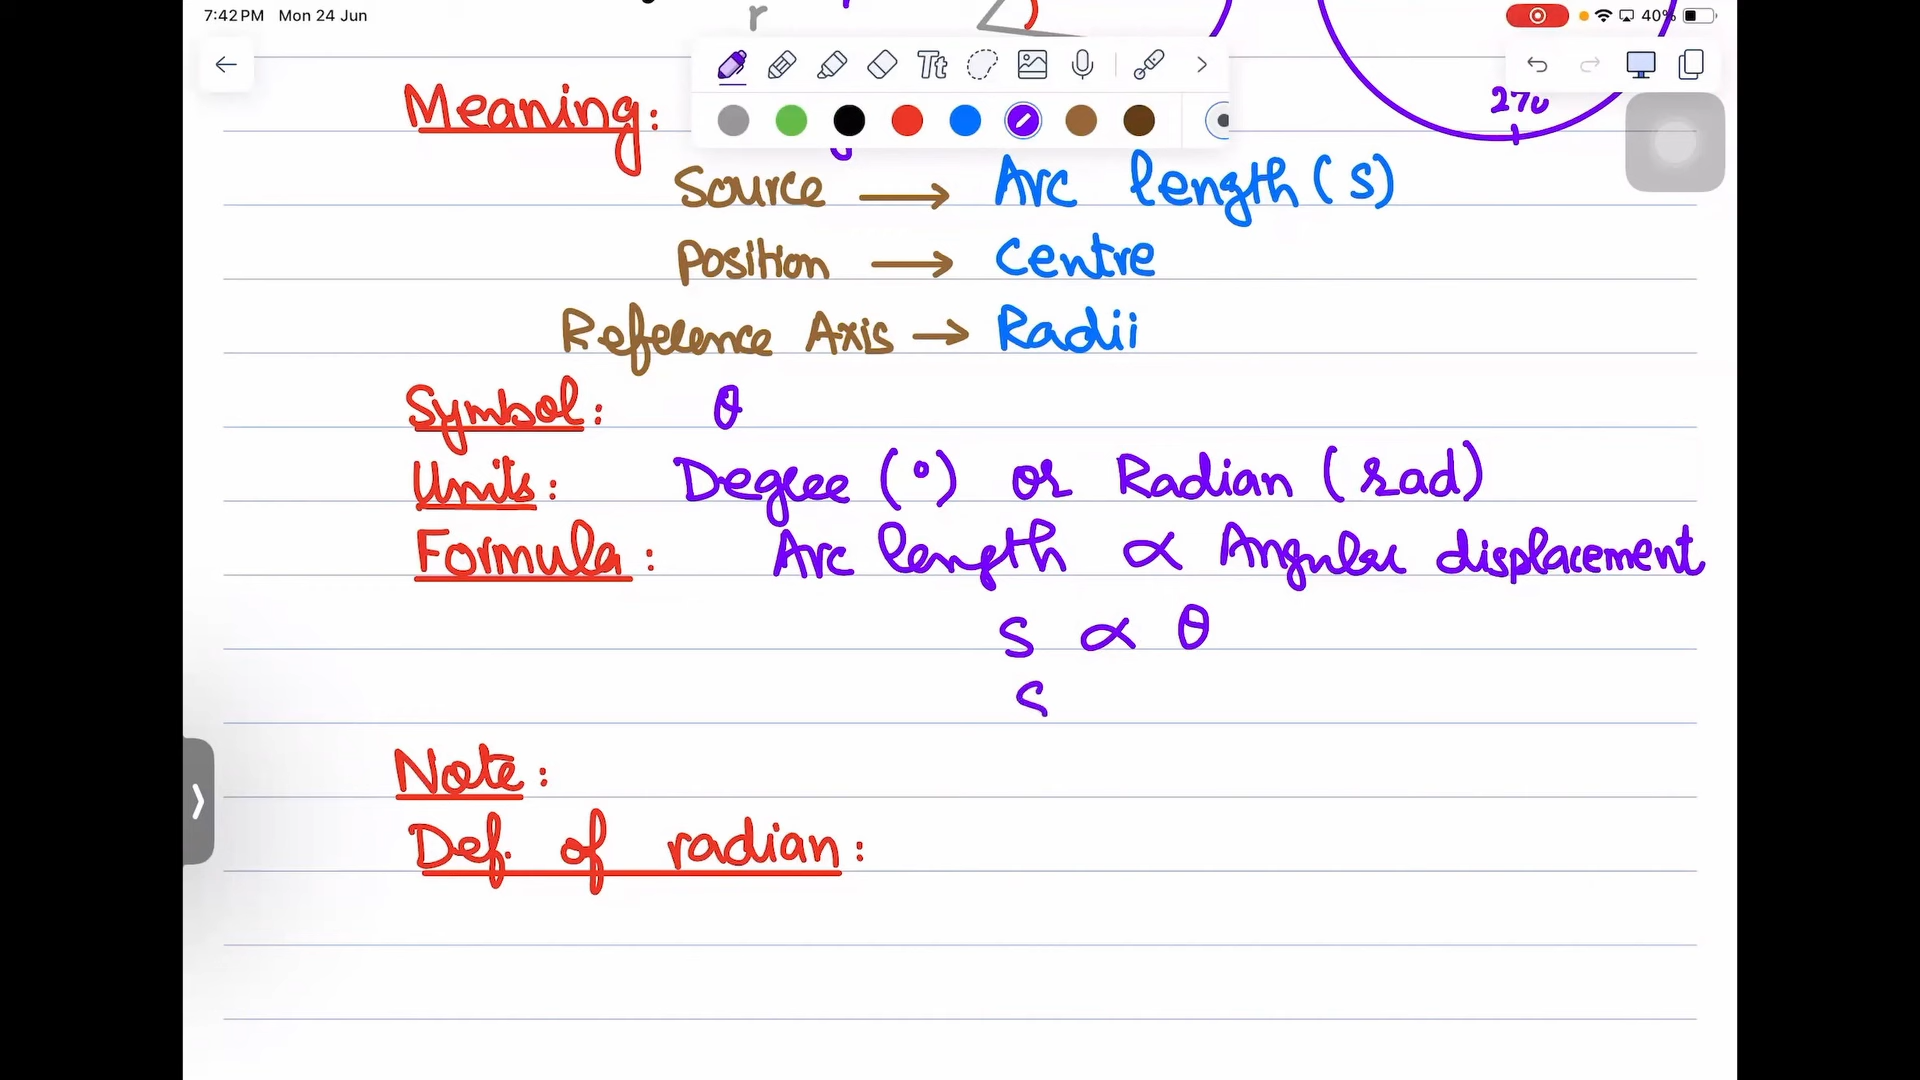 7:42 PM Mon 24 Jun
40%
r
Tt
270
Meaning:
Source → Arc length (s)
Position → Centre
Reference Axis → Radii
Symbol: θ
Units: Degree (°) or Radian (rad)
Formula: Arc length ∝ Angular displacement
S ∝ θ
S
Note:
Def. of radian: